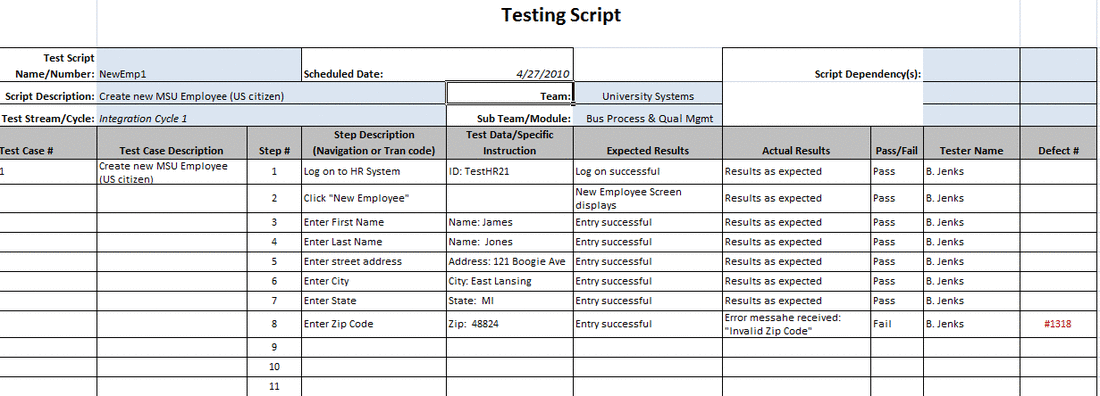 Testing Script
Test Script
Name/Number: NewEmp1 Scheduled Date: 4/27/2010 Script Dependency(s):
Script Description: Create new MSU Employee (US citizen) Team: University Systems
Test Stream/Cycle: Integration Cycle 1 Sub Team/Module: Bus Process & Qual Mgmt
Test Case # Test Case Description Step # Step Description (Navigation or Tran code) Test Data/Specific Instruction Expected Results Actual Results Pass/Fail Tester Name Defect #
1 Create new MSU Employee (US citizen) 1 Log on to HR System ID: TestHR21 Log on successful Results as expected Pass B. Jenks
2 Click "New Employee" New Employee Screen displays Results as expected Pass B. Jenks
3 Enter First Name Name: James Entry successful Results as expected Pass B. Jenks
4 Enter Last Name Name: Jones Entry successful Results as expected Pass B. Jenks
5 Enter street address Address: 121 Boogie Ave Entry successful Results as expected Pass B. Jenks
6 Enter City City: East Lansing Entry successful Results as expected Pass B. Jenks
7 Enter State State: MI Entry successful Results as expected Pass B. Jenks
8 Enter Zip Code Zip: 48824 Entry successful Error messahe received: "Invalid Zip Code" Fail B. Jenks #1318
9
10
11